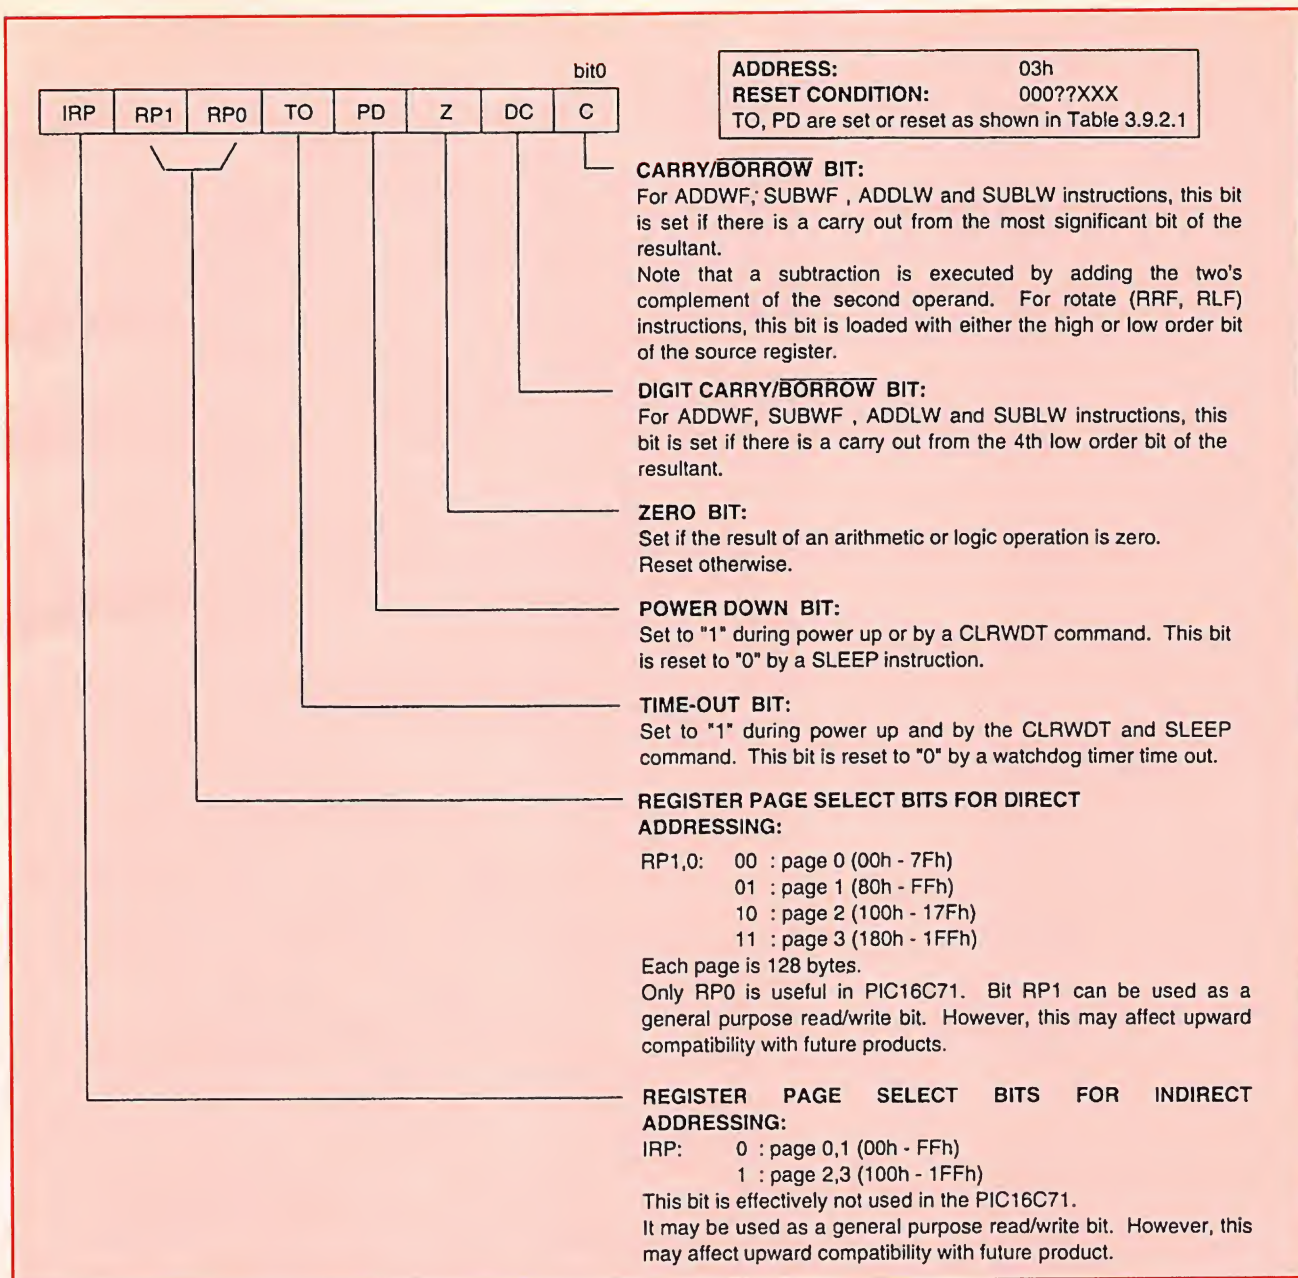 bit0
IRP RP1 RP0 TO PD Z DC C
ADDRESS: 03h
RESET CONDITION: 000??XXX
TO, PD are set or reset as shown in Table 3.9.2.1
CARRY/BORROW BIT:
For ADDWF, SUBWF , ADDLW and SUBLW instructions, this bit
is set if there is a carry out from the most significant bit of the
resultant.
Note that a subtraction is executed by adding the two's
complement of the second operand. For rotate (RRF, RLF)
instructions, this bit is loaded with either the high or low order bit
of the source register.
DIGIT CARRY/BORROW BIT:
For ADDWF, SUBWF , ADDLW and SUBLW instructions, this
bit is set if there is a carry out from the 4th low order bit of the
resultant.
ZERO BIT:
Set if the result of an arithmetic or logic operation is zero.
Reset otherwise.
POWER DOWN BIT:
Set to "1" during power up or by a CLRWDT command. This bit
is reset to "0" by a SLEEP instruction.
TIME-OUT BIT:
Set to "1" during power up and by the CLRWDT and SLEEP
command. This bit is reset to "0" by a watchdog timer time out.
REGISTER PAGE SELECT BITS FOR DIRECT
ADDRESSING:
RP1,0: 00 : page 0 (00h - 7Fh)
01 : page 1 (80h - FFh)
10 : page 2 (100h - 17Fh)
11 : page 3 (180h - 1FFh)
Each page is 128 bytes.
Only RP0 is useful in PIC16C71. Bit RP1 can be used as a
general purpose read/write bit. However, this may affect upward
compatibility with future products.
REGISTER PAGE SELECT BITS FOR INDIRECT
ADDRESSING:
IRP: 0 : page 0,1 (00h - FFh)
1 : page 2,3 (100h - 1FFh)
This bit is effectively not used in the PIC16C71.
It may be used as a general purpose read/write bit. However, this
may affect upward compatibility with future product.